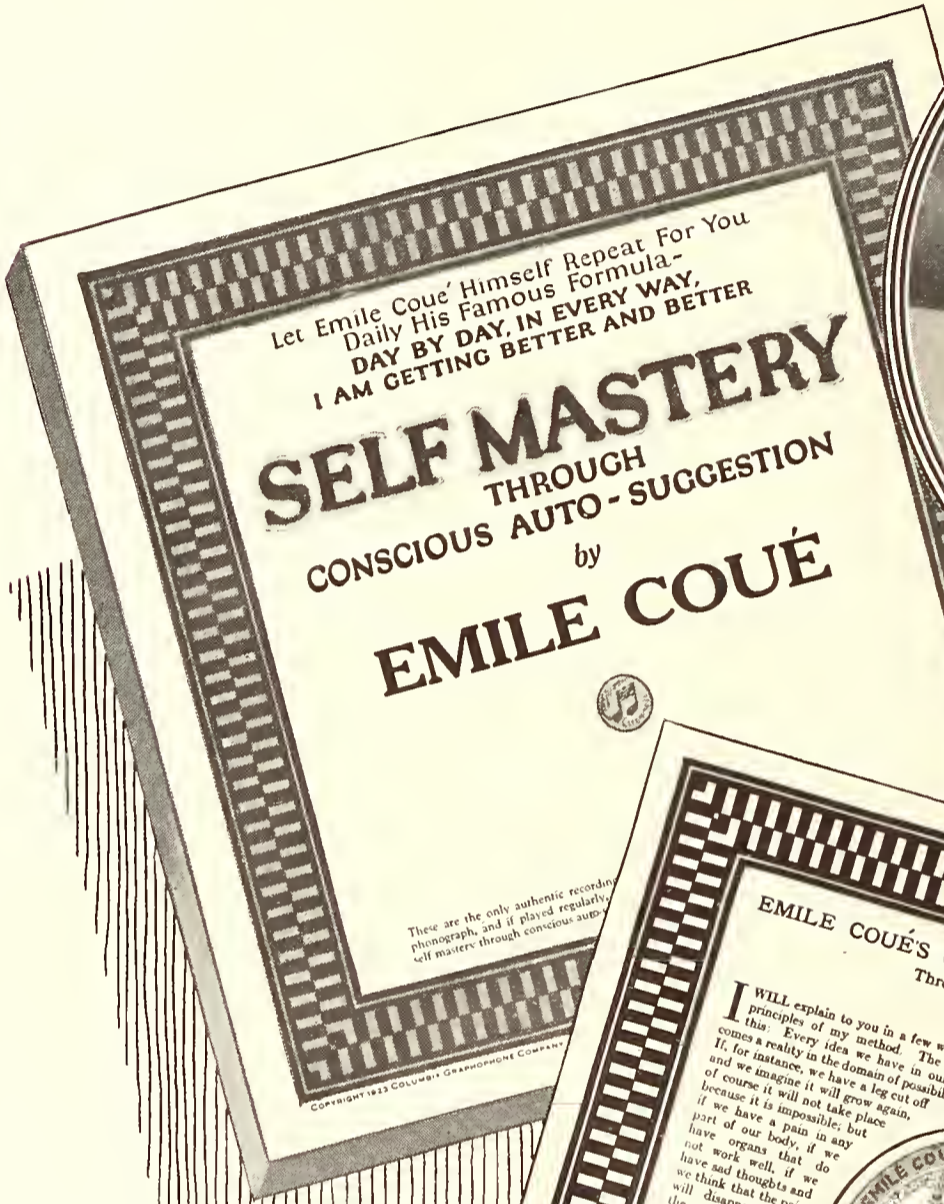 Let Emile Coue' Himself Repeat For You
Daily His Famous Formula-
DAY BY DAY, IN EVERY WAY,
I AM GETTING BETTER AND BETTER
SELF MASTERY
THROUGH
CONSCIOUS AUTO-SUGGESTION
by
EMILE COUÉ
These are the only authentic recording
phonograph, and if played regularly,
self mastery through conscious auto-
COPYRIGHT 1923 COLUMBIA GRAPHOPHONE COMPANY
EMILE COUÉ'S
Thro
I WILL explain to you in a few w
principles of my method. The
this: Every idea we have in our
comes a reality in the domain of possibil
If, for instance, we have a leg cut off
and we imagine it will grow again,
of course it will not take place
because it is impossible; but
if we have a pain in any
part of our body, if we
have organs that do
not work well, if we
have sad thoughts and
we think that the
will
EMILE COU